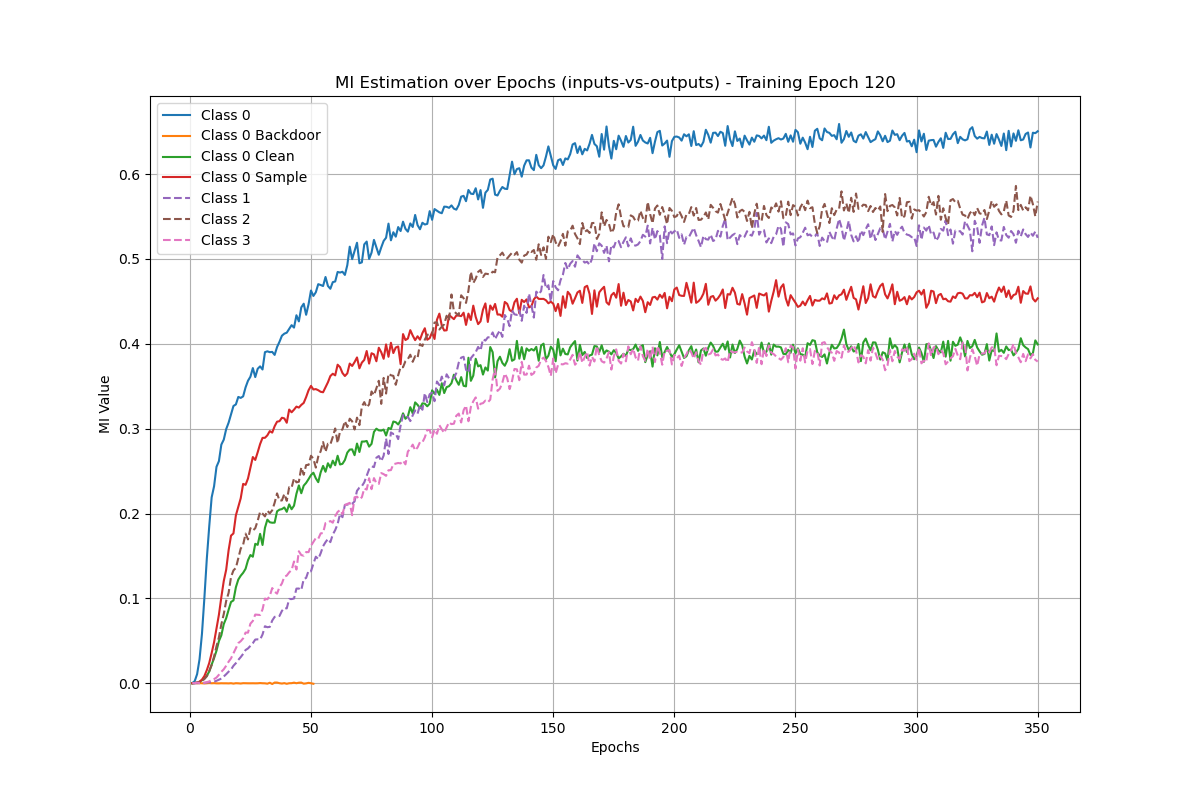 MI Estimation over Epochs (inputs-vs-outputs) - Training Epoch 120
Class 0
Class 0 Backdoor
Class 0 Clean
Class 0 Sample
Class 1
Class 2
Class 3
MI Value
0.6
0.5
0.4
0.3
0.2
0.1
0.0
0 50 100 150 200 250 300 350
Epochs